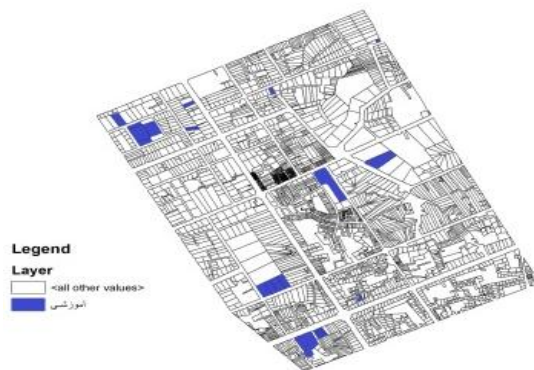 Legend
Layer
<all other values>
آموزشی